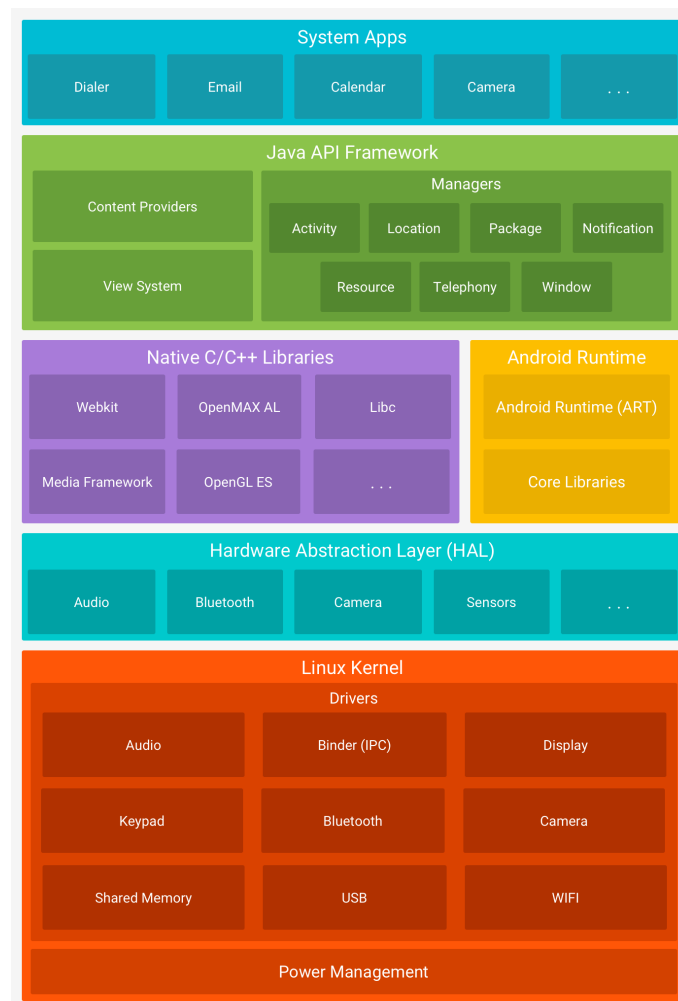 System Apps
Dialer
Email
Calendar
Camera
. . .
Java API Framework
Content Providers
View System
Managers
Activity
Location
Package
Notification
Resource
Telephony
Window
Native C/C++ Libraries
Webkit
OpenMAX AL
Libc
Media Framework
OpenGL ES
. . .
Android Runtime
Android Runtime (ART)
Core Libraries
Hardware Abstraction Layer (HAL)
Audio
Bluetooth
Camera
Sensors
. . .
Linux Kernel
Drivers
Audio
Binder (IPC)
Display
Keypad
Bluetooth
Camera
Shared Memory
USB
WIFI
Power Management